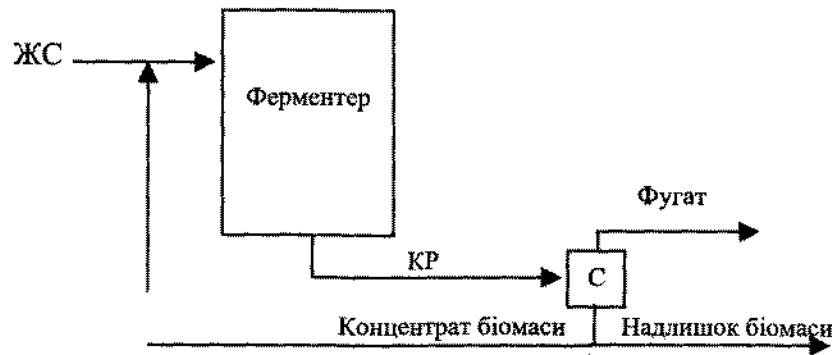 ЖС
Ферментер
Фугат
КР
С
Концентрат біомаси
Надлишок біомаси